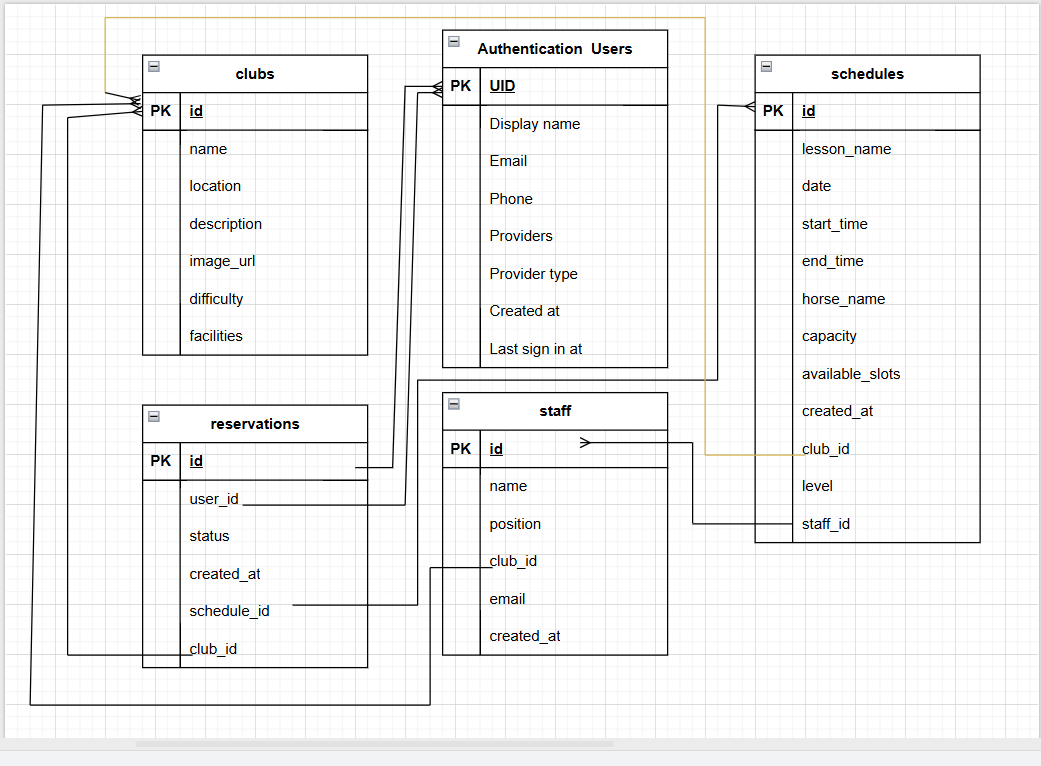 clubs
PK id
name
location
description
image_url
difficulty
facilities
Authentication Users
PK UID
Display name
Email
Phone
Providers
Provider type
Created at
Last sign in at
schedules
PK id
lesson_name
date
start_time
end_time
horse_name
capacity
available_slots
created_at
club_id
level
staff_id
reservations
PK id
user_id
status
created_at
schedule_id
club_id
staff
PK id
name
position
club_id
email
created_at